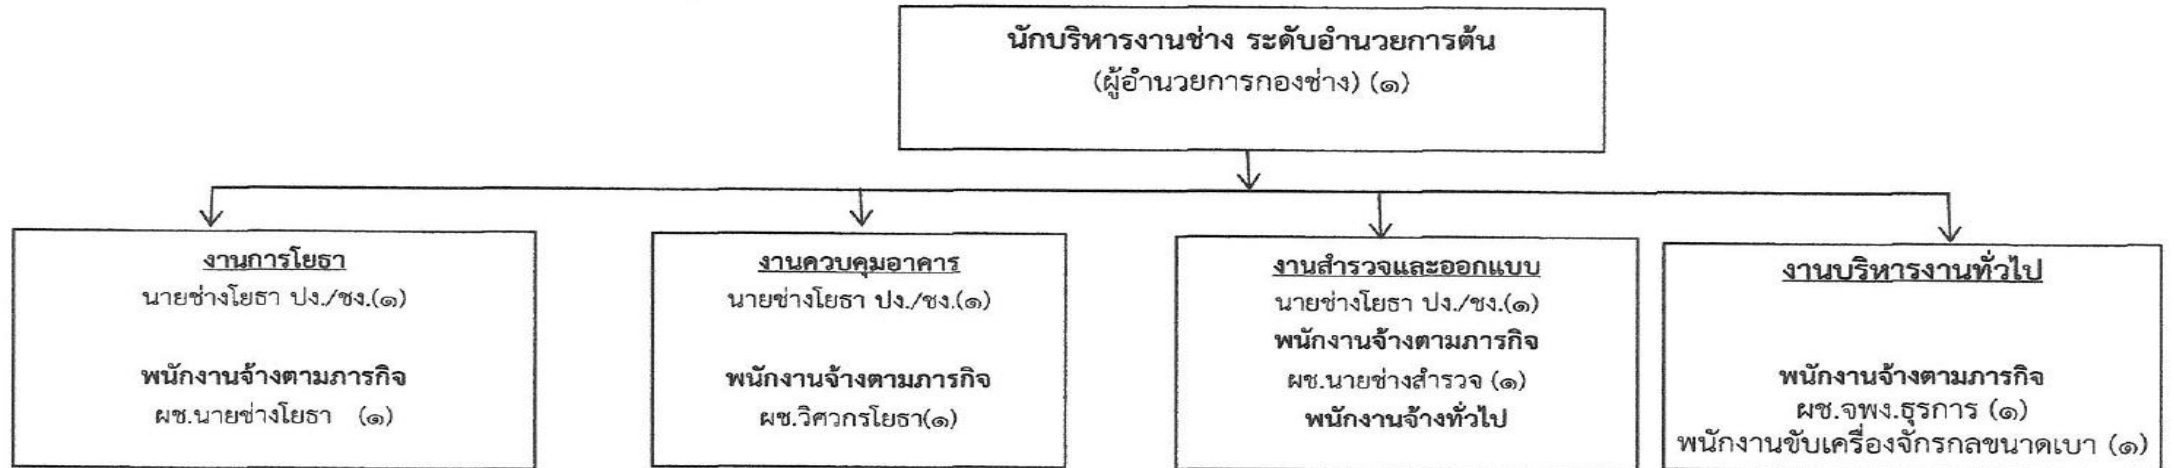 นักบริหารงานช่าง ระดับอำนวยการต้น
(ผู้อำนวยการกองช่าง) (๑)
งานการโยธา
นายช่างโยธา ปง./ชง.(๑)
พนักงานจ้างตามภารกิจ
ผช.นายช่างโยธา (๑)
งานควบคุมอาคาร
นายช่างโยธา ปง./ชง.(๑)
พนักงานจ้างตามภารกิจ
ผช.วิศวกรโยธา(๑)
งานสำรวจและออกแบบ
นายช่างโยธา ปง./ชง.(๑)
พนักงานจ้างตามภารกิจ
ผช.นายช่างสำรวจ (๑)
พนักงานจ้างทั่วไป
งานบริหารงานทั่วไป
พนักงานจ้างตามภารกิจ
ผช.จพง.ธุรการ (๑)
พนักงานขับเครื่องจักรกลขนาดเบา (๑)